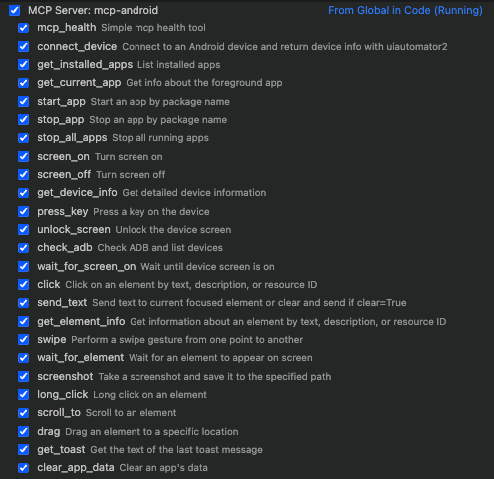 MCP Server: mcp-android From Global in Code (Running)
mcp_health Simple mcp health tool
connect_device Connect to an Android device and return device info with uiautomator2
get_installed_apps List installed apps
get_current_app Get info about the foreground app
start_app Start an app by package name
stop_app Stop an app by package name
stop_all_apps Stop all running apps
screen_on Turn screen on
screen_off Turn screen off
get_device_info Get detailed device information
press_key Press a key on the device
unlock_screen Unlock the device screen
check_adb Check ADB and list devices
wait_for_screen_on Wait until device screen is on
click Click on an element by text, description, or resource ID
send_text Send text to current focused element or clear and send if clear=True
get_element_info Get information about an element by text, description, or resource ID
swipe Perform a swipe gesture from one point to another
wait_for_element Wait for an element to appear on screen
screenshot Take a screenshot and save it to the specified path
long_click Long click on an element
scroll_to Scroll to an element
drag Drag an element to a specific location
get_toast Get the text of the last toast message
clear_app_data Clear an app's data